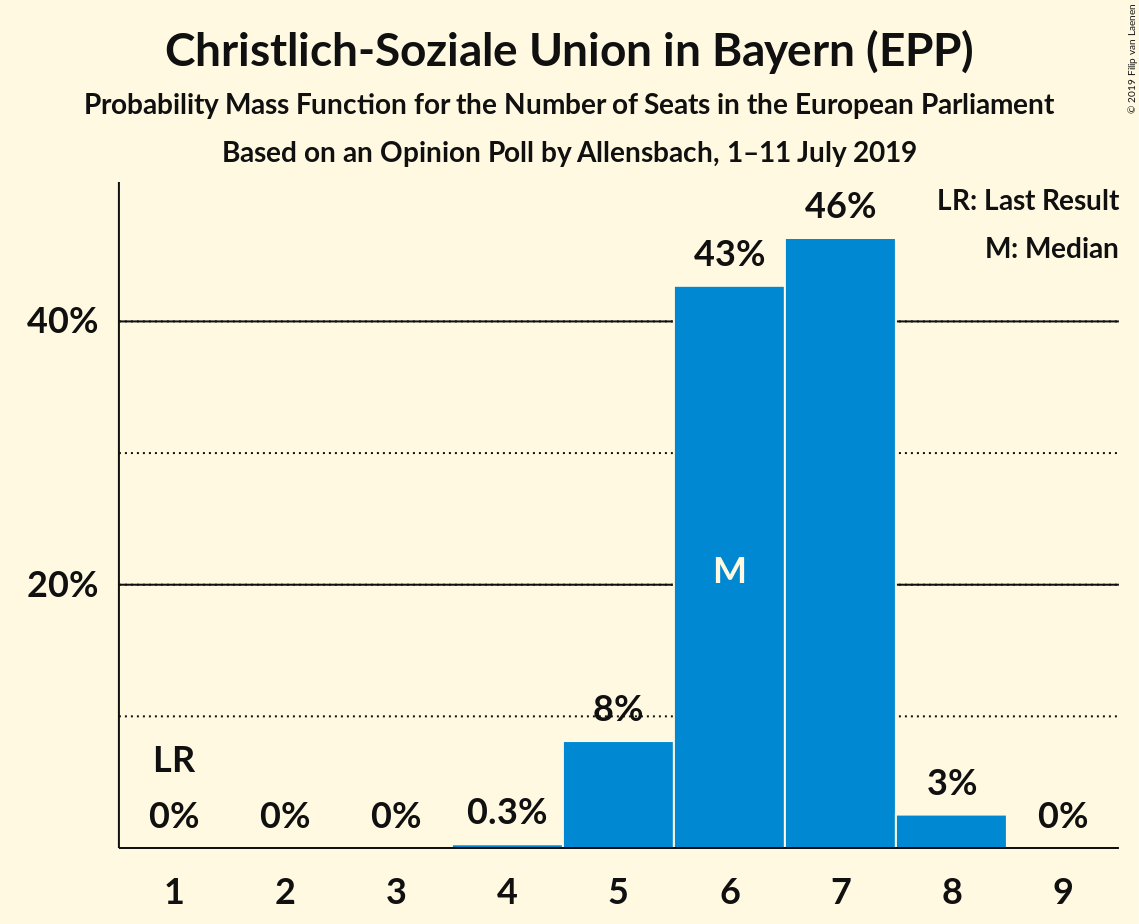 Christlich-Soziale Union in Bayern (EPP)
Probability Mass Function for the Number of Seats in the European Parliament
Based on an Opinion Poll by Allensbach, 1–11 July 2019
© 2019 Filip van Laenen
LR: Last Result
M: Median
46%
43%
40%
M
20%
8%
LR
3%
0%
0%
0%
0.3%
0%
1 2 3 4 5 6 7 8 9